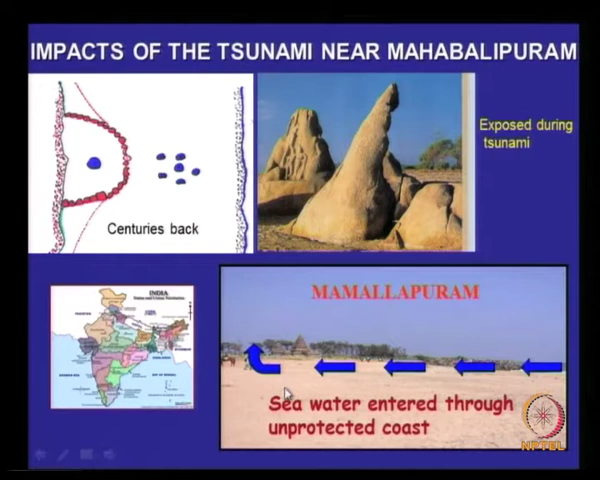 IMPACTS OF THE TSUNAMI NEAR MAHABALIPURAM
Exposed during
tsunami
Centuries back
INDIA
MAMALLAPURAM
Sea water entered through
unprotected coast
NPTEL